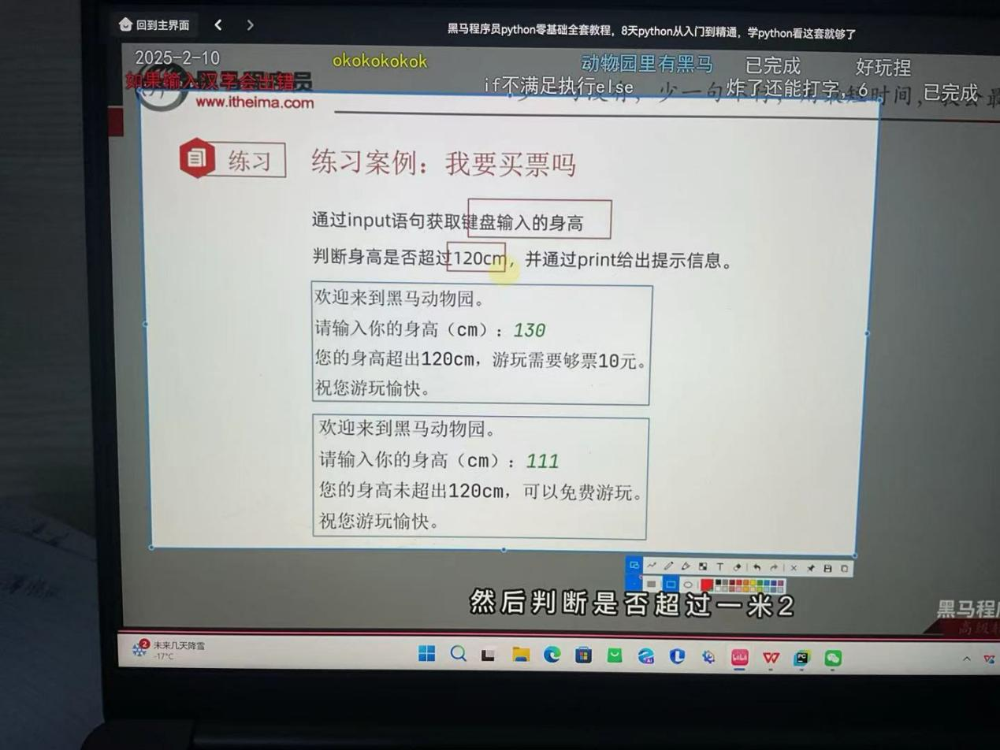 回到主界面
黑马程序员python零基础全套教程，8天python从入门到精通，学python看这套就够了
2025-2-10
okokokokok
动物园里有黑马
已完成
好玩捏
如果输入汉字会出错
员
if不满足执行else
炸了还能打字，6
已完成
www.itheima.com
少一句
时间，
练习
练习案例：我要买票吗
通过input语句获取键盘输入的身高
判断身高是否超过120cm，并通过print给出提示信息。
欢迎来到黑马动物园。
请输入你的身高（cm）：130
您的身高超出120cm，游玩需要够票10元。
祝您游玩愉快。
欢迎来到黑马动物园。
请输入你的身高（cm）：111
您的身高未超出120cm，可以免费游玩。
祝您游玩愉快。
然后判断是否超过一米2
黑马程序
高级
2
未来几天降雪
-17°C